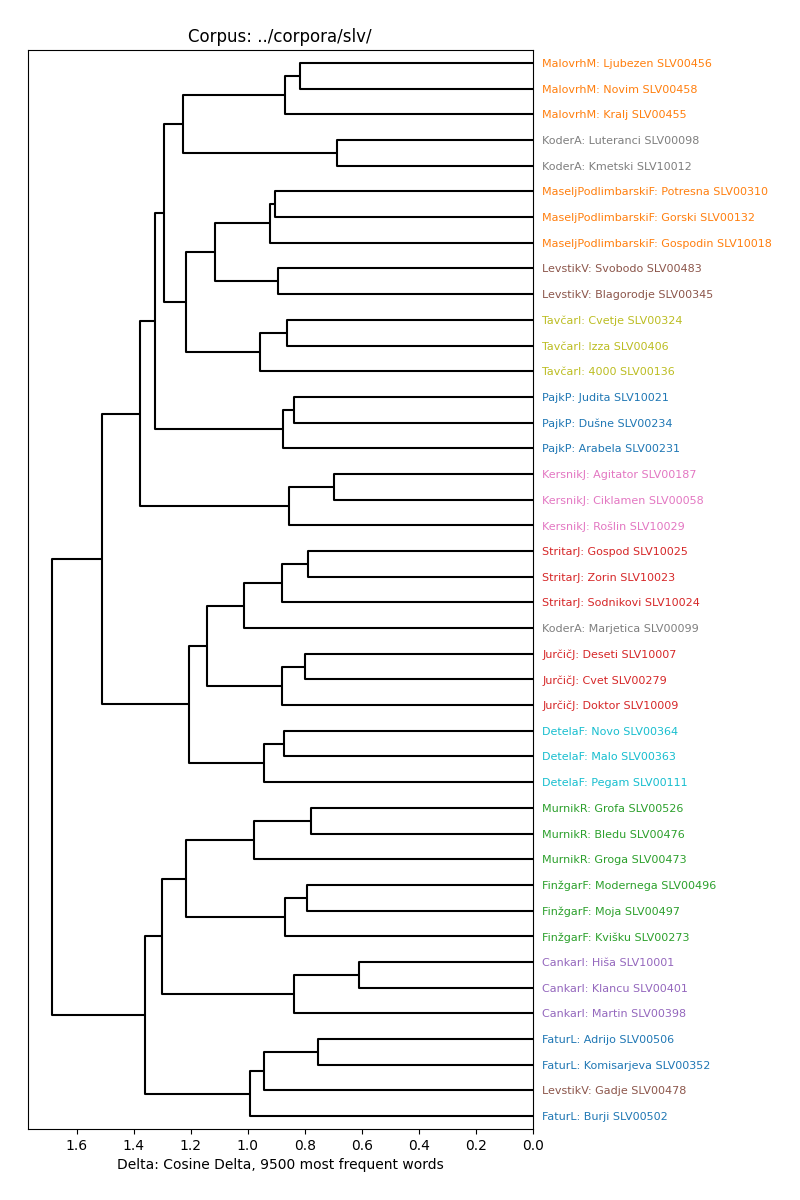 Corpus: ../corpora/slv/
MalovrhM: Ljubezen SLV00456
MalovrhM: Novim SLV00458
MalovrhM: Kralj SLV00455
KoderA: Luteranci SLV00098
KoderA: Kmetski SLV10012
MaseljPodlimbarskiF: Potresna SLV00310
MaseljPodlimbarskiF: Gorski SLV00132
MaseljPodlimbarskiF: Gospodin SLV10018
LevstikV: Svobodo SLV00483
LevstikV: Blagorodje SLV00345
TavčarI: Cvetje SLV00324
TavčarI: Izza SLV00406
TavčarI: 4000 SLV00136
PajkP: Judita SLV10021
PajkP: Dušne SLV00234
PajkP: Arabela SLV00231
KersnikJ: Agitator SLV00187
KersnikJ: Ciklamen SLV00058
KersnikJ: Rošlin SLV10029
StritarJ: Gospod SLV10025
StritarJ: Zorin SLV10023
StritarJ: Sodnikovi SLV10024
KoderA: Marjetica SLV00099
JurčičJ: Deseti SLV10007
JurčičJ: Cvet SLV00279
JurčičJ: Doktor SLV10009
DetelaF: Novo SLV00364
DetelaF: Malo SLV00363
DetelaF: Pegam SLV00111
MurnikR: Grofa SLV00526
MurnikR: Bledu SLV00476
MurnikR: Groga SLV00473
FinžgarF: Modernega SLV00496
FinžgarF: Moja SLV00497
FinžgarF: Kvišku SLV00273
CankarI: Hiša SLV10001
CankarI: Klancu SLV00401
CankarI: Martin SLV00398
FaturL: Adrijo SLV00506
FaturL: Komisarjeva SLV00352
LevstikV: Gadje SLV00478
FaturL: Burji SLV00502
1.6 1.4 1.2 1.0 0.8 0.6 0.4 0.2 0.0
Delta: Cosine Delta, 9500 most frequent words